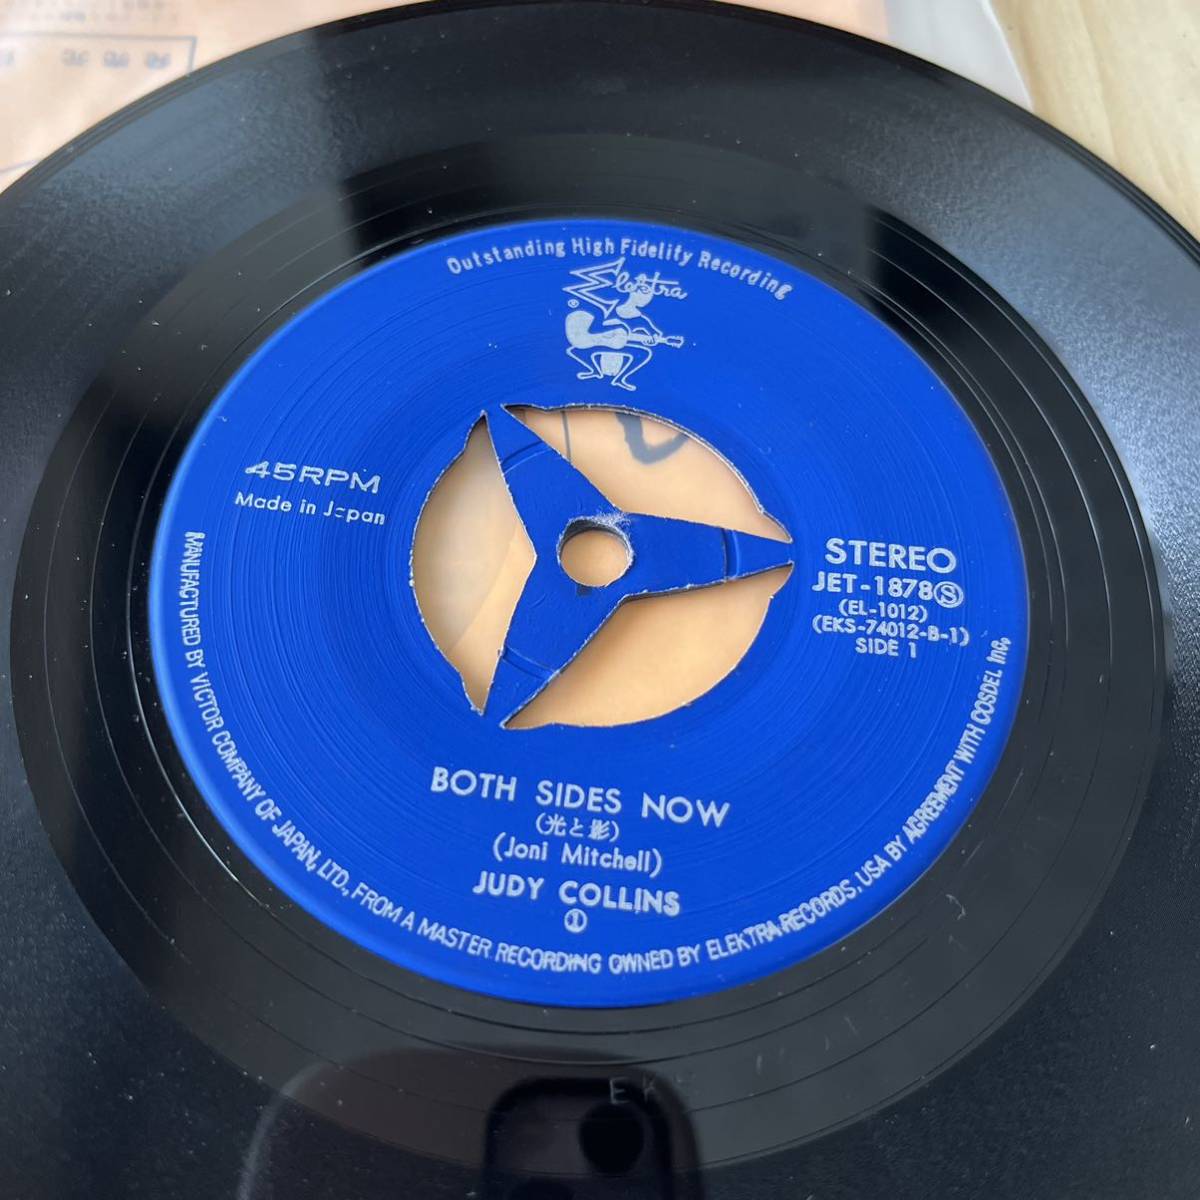 Outstanding High Fidelity Recording
Elektra
®
45RPM
Made in Japan
STEREO
JET-1878Ⓢ
(EL-1012)
(EKS-74012-B-1)
SIDE 1
BOTH SIDES NOW
(光と影)
(Joni Mitchell)
JUDY COLLINS
①
MANUFACTURED BY VICTOR COMPANY OF JAPAN, LTD., FROM A MASTER RECORDING OWNED BY ELEKTRA RECORDS, USA BY AGREEMENT WITH COSDEL Inc,
EK